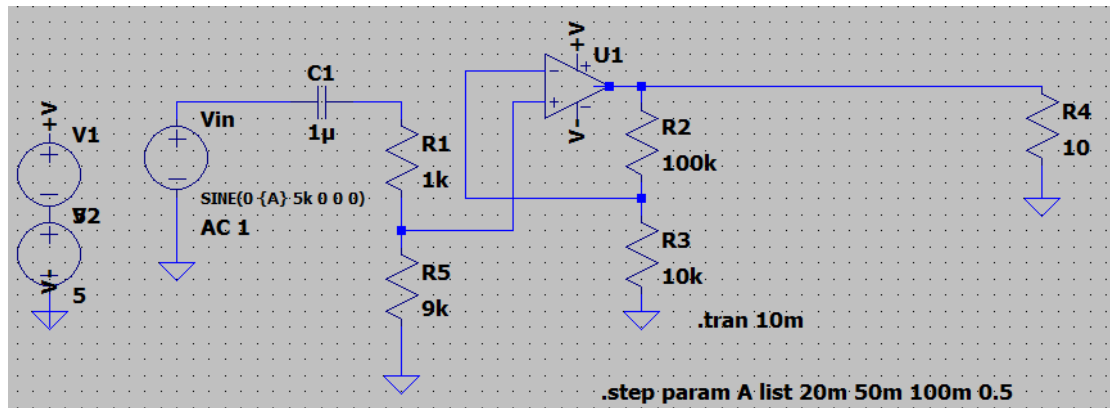 +V
V1
V2
V-
5
Vin
SINE(0 {A} 5k 0 0 0)
AC 1
C1
1µ
R1
1k
R5
9k
+V
U1
V-
R2
100k
R3
10k
R4
10
.tran 10m
.step param A list 20m 50m 100m 0.5